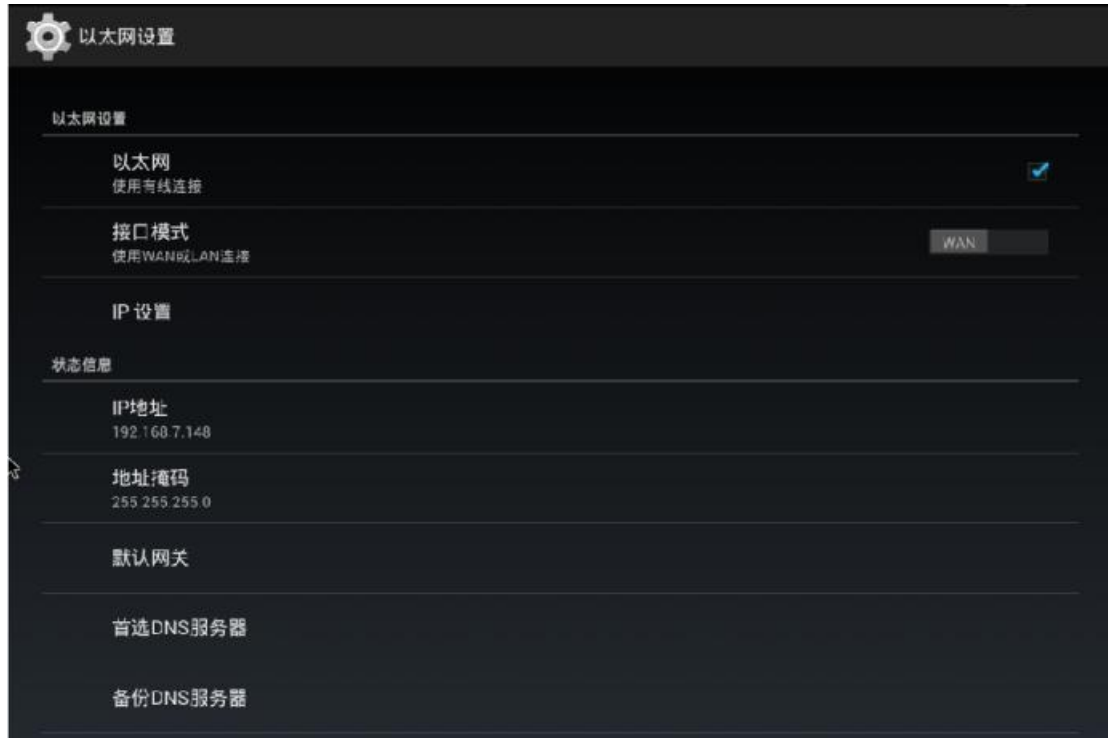 以太网设置
以太网设置
以太网
使用有线连接
接口模式
使用WAN或LAN连接
WAN
IP 设置
状态信息
IP地址
192.168.7.148
地址掩码
255.255.255.0
默认网关
首选DNS服务器
备份DNS服务器